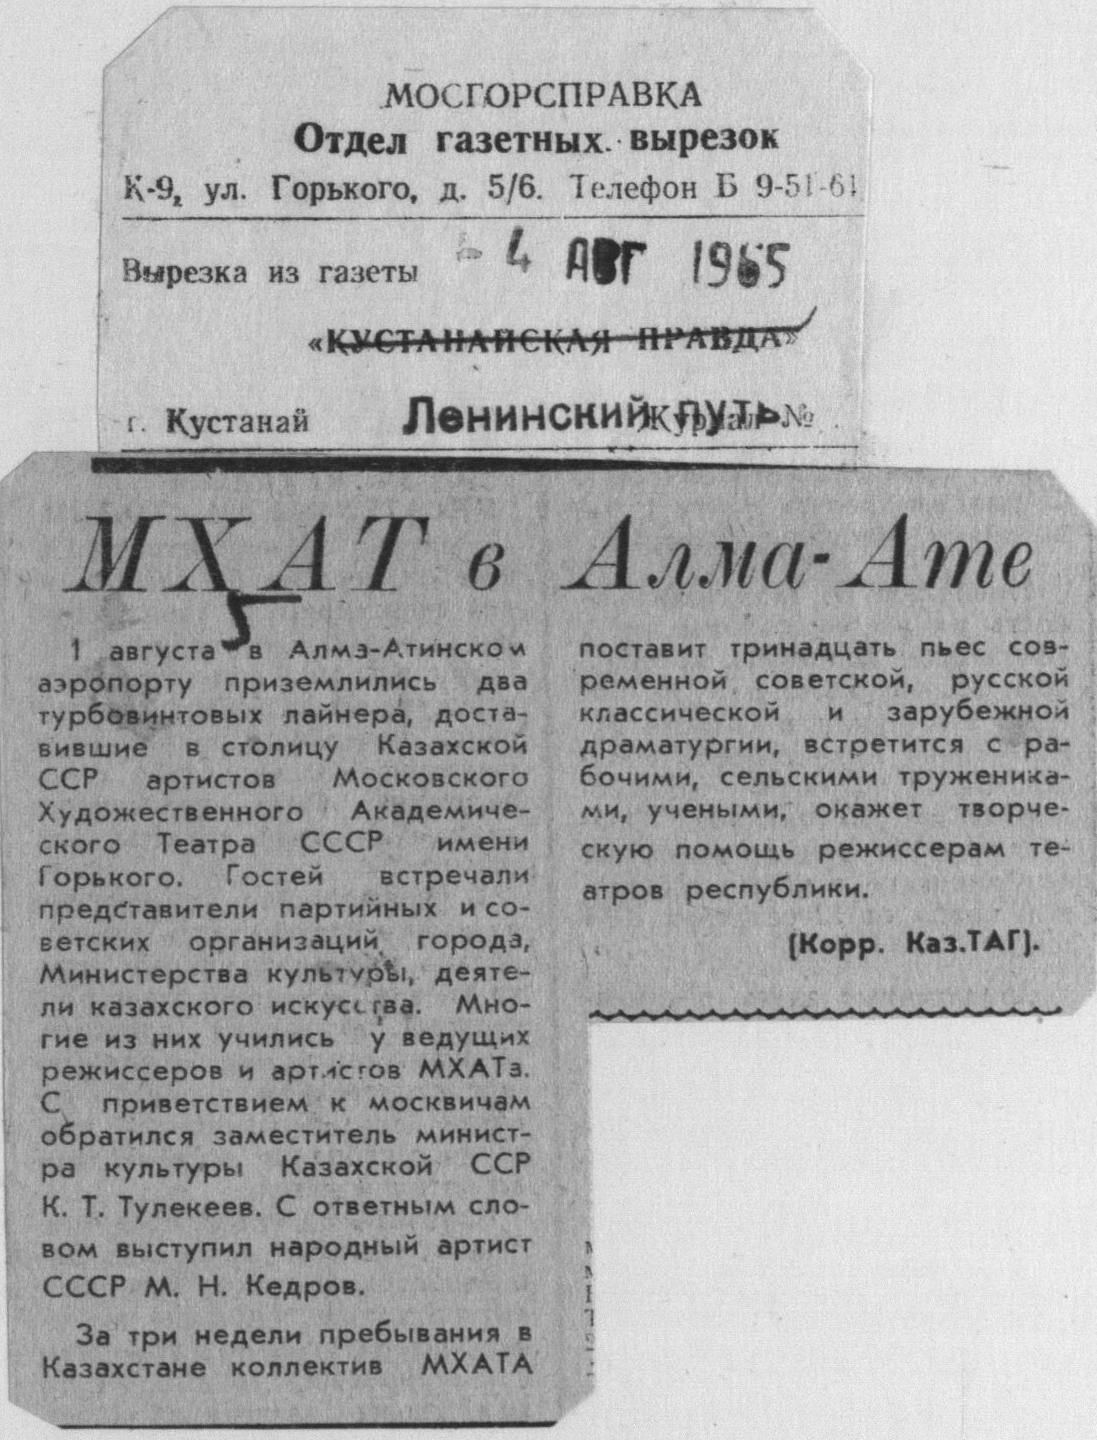 МОСГОРСПРАВКА
Отдел газетных вырезок
К-9, ул. Горького, д. 5/6. Телефон Б 9-51-61
Вырезка из газеты 4 АВГ 1965
«КУСТАНАЙСКАЯ ПРАВДА»
г. Кустанай Ленинский путь Журнал №
МХАТ в Алма-Ате
1 августа в Алма-Атинском
аэропорту приземлились два
турбовинтовых лайнера, доста-
вившие в столицу Казахской
ССР артистов Московского
Художественного Академиче-
ского Театра СССР имени
Горького. Гостей встречали
представители партийных и со-
ветских организаций города,
Министерства культуры, деяте-
ли казахского искусства. Мно-
гие из них учились у ведущих
режиссеров и артистов МХАТа.
С приветствием к москвичам
обратился заместитель минист-
ра культуры Казахской ССР
К. Т. Тулекеев. С ответным сло-
вом выступил народный артист
СССР М. Н. Кедров.
За три недели пребывания в
Казахстане коллектив МХАТА
поставит тринадцать пьес сов-
ременной советской, русской
классической и зарубежной
драматургии, встретится с ра-
бочими, сельскими труженика-
ми, учеными, окажет творче-
скую помощь режиссерам те-
атров республики.
(Корр. Каз.ТАГ).